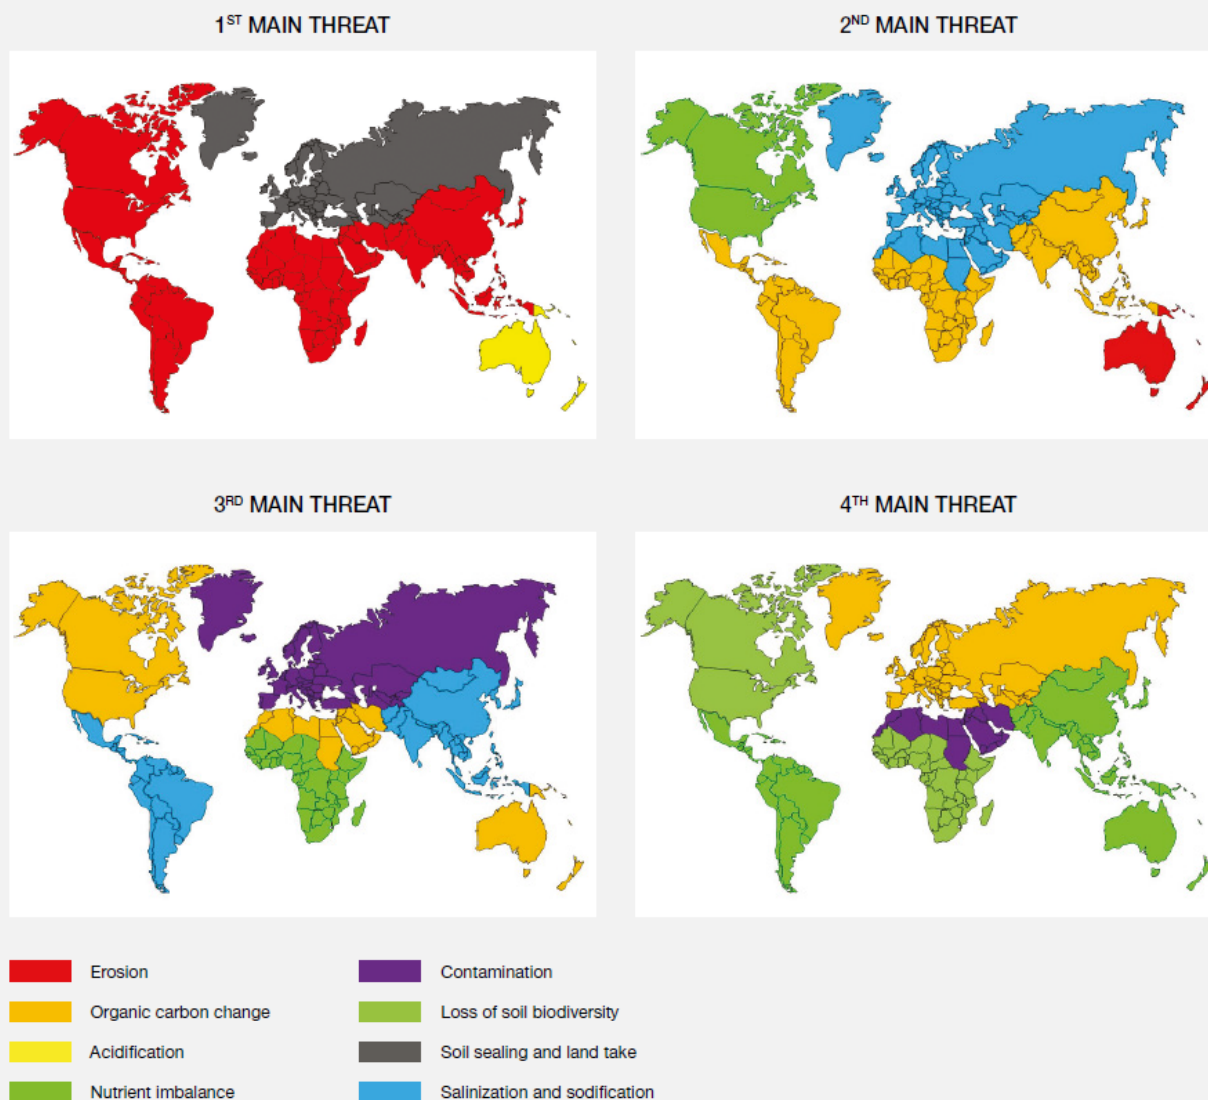 1ST MAIN THREAT
2ND MAIN THREAT
3RD MAIN THREAT
4TH MAIN THREAT
Erosion
Contamination
Organic carbon change
Loss of soil biodiversity
Acidification
Soil sealing and land take
Nutrient imbalance
Salinization and sodification